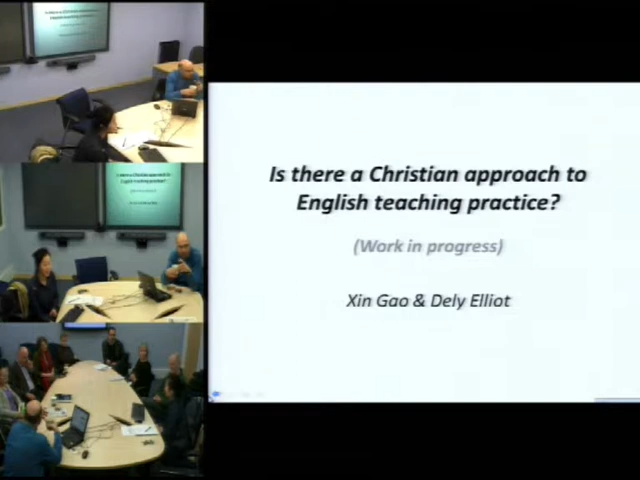 Is there a Christian approach to
English teaching practice?
(Work in progress)
Xin Gao & Dely Elliot